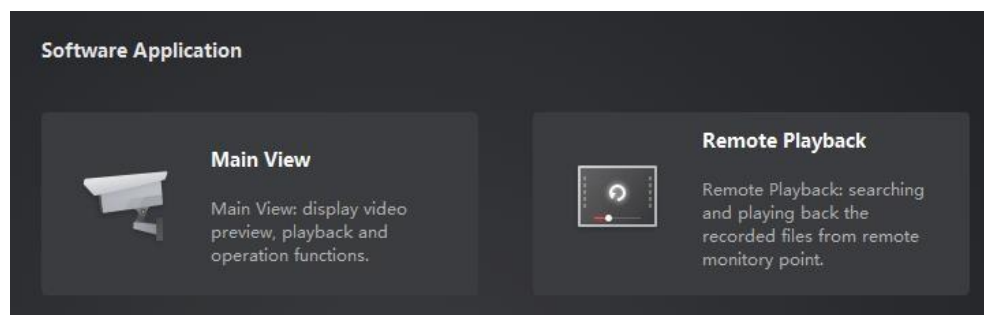 Software Application
Main View
Main View: display video
preview, playback and
operation functions.
Remote Playback
Remote Playback: searching
and playing back the
recorded files from remote
monitory point.